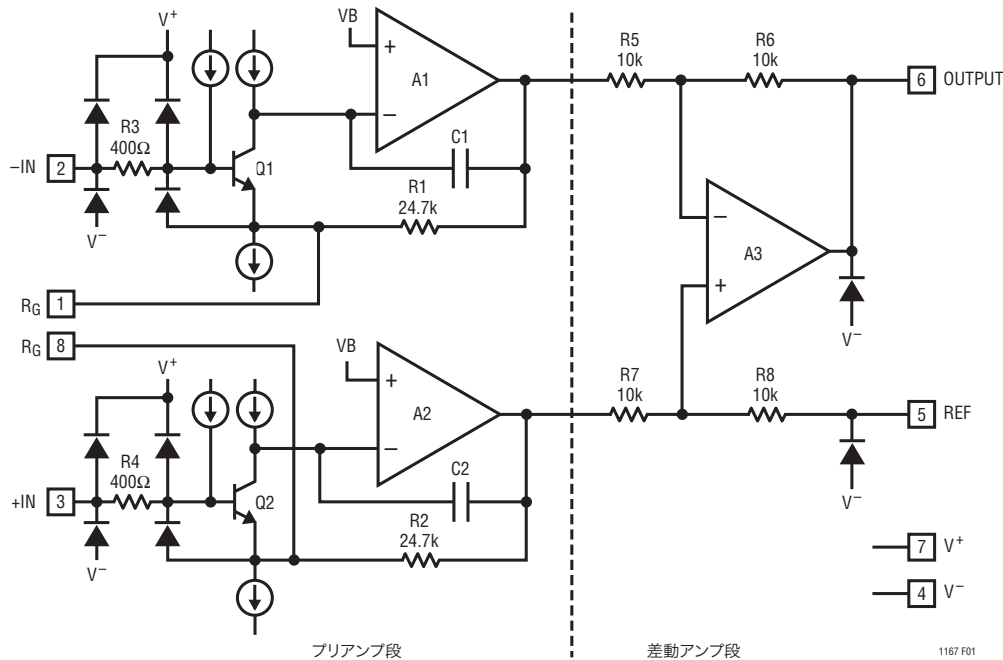 V+
VB
R5
10k
R6
10k
6 OUTPUT
+
A1
−
R3
400Ω
−IN 2
Q1
C1
R1
24.7k
V−
−
A3
+
V−
RG 1
RG 8
V+
VB
R7
10k
R8
10k
5 REF
+
A2
−
R4
400Ω
+IN 3
Q2
C2
R2
24.7k
V−
V−
7 V+
4 V−
プリアンプ段
差動アンプ段
1167 F01